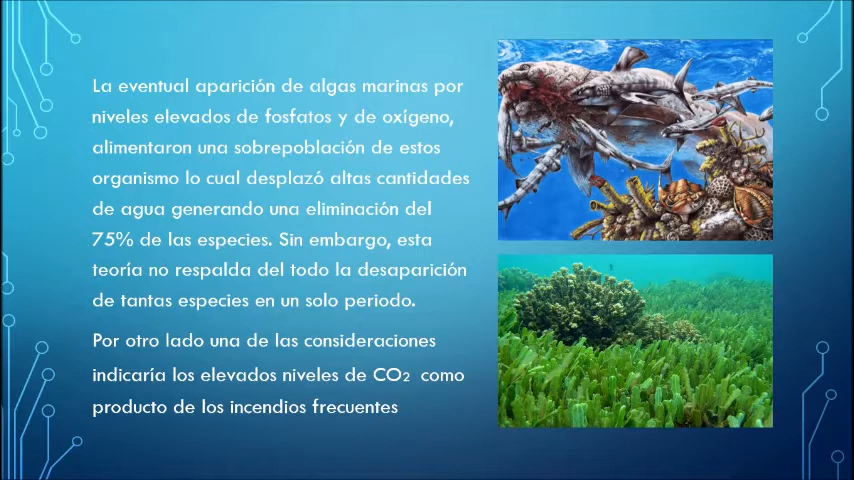 La eventual aparición de algas marinas por
niveles elevados de fosfatos y de oxígeno,
alimentaron una sobrepoblación de estos
organismo lo cual desplazó altas cantidades
de agua generando una eliminación del
75% de las especies. Sin embargo, esta
teoría no respalda del todo la desaparición
de tantas especies en un solo periodo.
Por otro lado una de las consideraciones
indicaría los elevados niveles de CO2 como
producto de los incendios frecuentes